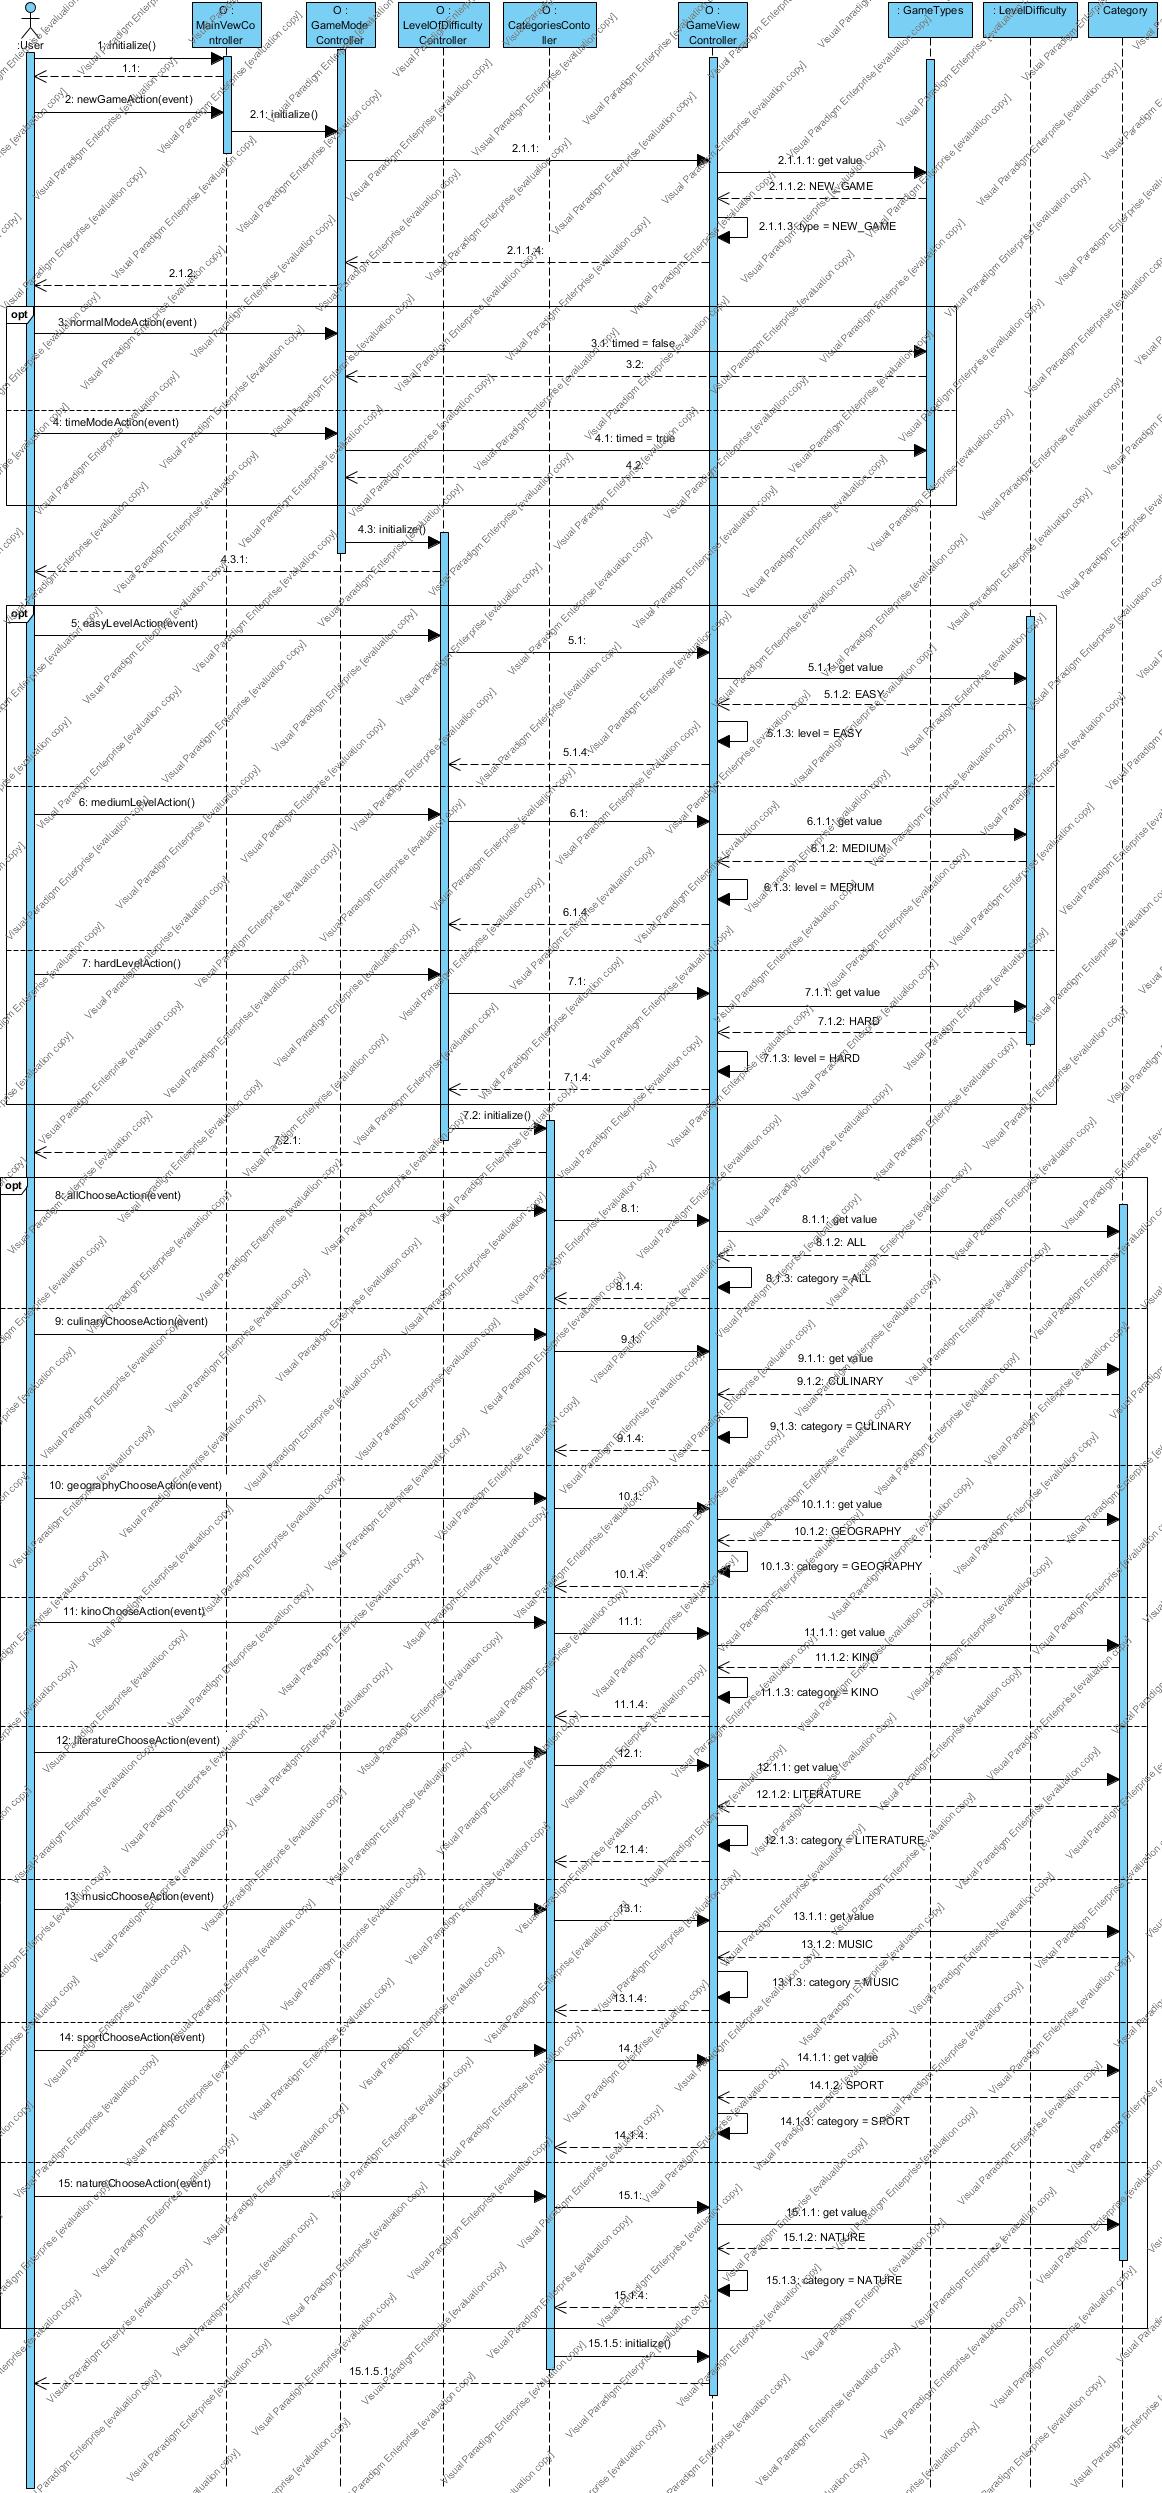 O :
MainVewCo
ntroller
O :
GameMode
Controller
O :
LevelOfDifficulty
Controller
O :
CategoriesConto
ller
O :
GameView
Controller
: GameTypes
: LevelDifficulty
: Category
:User
1: initialize()
1.1:
2: newGameAction(event)
2.1: initialize()
2.1.1:
2.1.1.1: get value
2.1.1.2: NEW_GAME
2.1.1.3: type = NEW_GAME
2.1.1.4:
2.1.2:
opt
3: normalModeAction(event)
3.1: timed = false
3.2:
4: timeModeAction(event)
4.1: timed = true
4.2:
4.3: initialize()
4.3.1:
opt
5: easyLevelAction(event)
5.1:
5.1.1: get value
5.1.2: EASY
5.1.3: level = EASY
5.1.4:
6: mediumLevelAction()
6.1:
6.1.1: get value
6.1.2: MEDIUM
6.1.3: level = MEDIUM
6.1.4:
7: hardLevelAction()
7.1:
7.1.1: get value
7.1.2: HARD
7.1.3: level = HARD
7.1.4:
7.2: initialize()
7.2.1:
opt
8: allChooseAction(event)
8.1:
8.1.1: get value
8.1.2: ALL
8.1.3: category = ALL
8.1.4:
9: culinaryChooseAction(event)
9.1:
9.1.1: get value
9.1.2: CULINARY
9.1.3: category = CULINARY
9.1.4:
10: geographyChooseAction(event)
10.1:
10.1.1: get value
10.1.2: GEOGRAPHY
10.1.3: category = GEOGRAPHY
10.1.4:
11: kinoChooseAction(event)
11.1:
11.1.1: get value
11.1.2: KINO
11.1.3: category = KINO
11.1.4:
12: literatureChooseAction(event)
12.1:
12.1.1: get value
12.1.2: LITERATURE
12.1.3: category = LITERATURE
12.1.4:
13: musicChooseAction(event)
13.1:
13.1.1: get value
13.1.2: MUSIC
13.1.3: category = MUSIC
13.1.4:
14: sportChooseAction(event)
14.1:
14.1.1: get value
14.1.2: SPORT
14.1.3: category = SPORT
14.1.4:
15: natureChooseAction(event)
15.1:
15.1.1: get value
15.1.2: NATURE
15.1.3: category = NATURE
15.1.4:
15.1.5: initialize()
15.1.5.1:
Visual Paradigm Enterprise [evaluation copy]